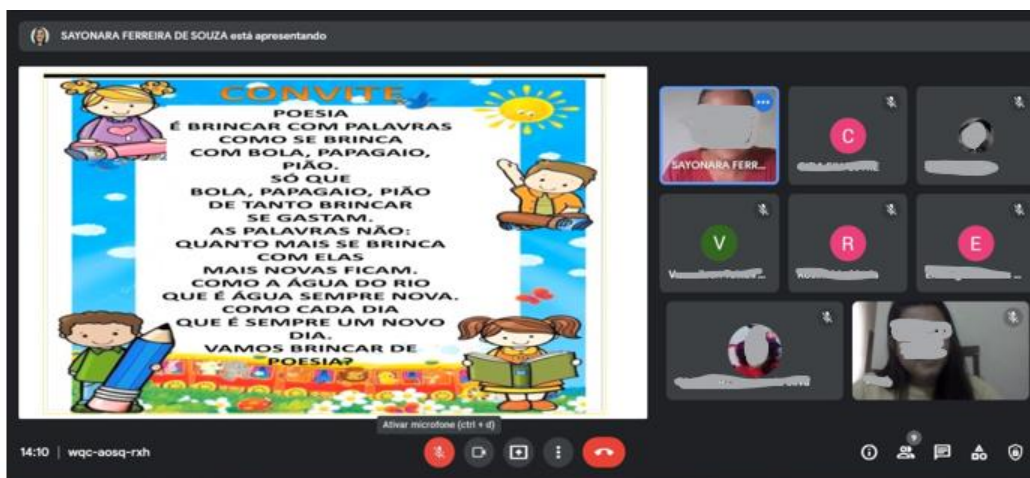 SAYONARA FERREIRA DE SOUZA está apresentando
CONVITE
POESIA
É BRINCAR COM PALAVRAS
COMO SE BRINCA
COM BOLA, PAPAGAIO,
PIÃO.
SÓ QUE
BOLA, PAPAGAIO, PIÃO
DE TANTO BRINCAR
SE GASTAM.
AS PALAVRAS NÃO:
QUANTO MAIS SE BRINCA
COM ELAS
MAIS NOVAS FICAM.
COMO A ÁGUA DO RIO
QUE É ÁGUA SEMPRE NOVA.
COMO CADA DIA
QUE É SEMPRE UM NOVO
DIA.
VAMOS BRINCAR DE
POESIA?
SAYONARA FERR...
C
V
R
E
Ativar microfone (ctrl + d)
14:10 | wqc-aosq-rxh
9